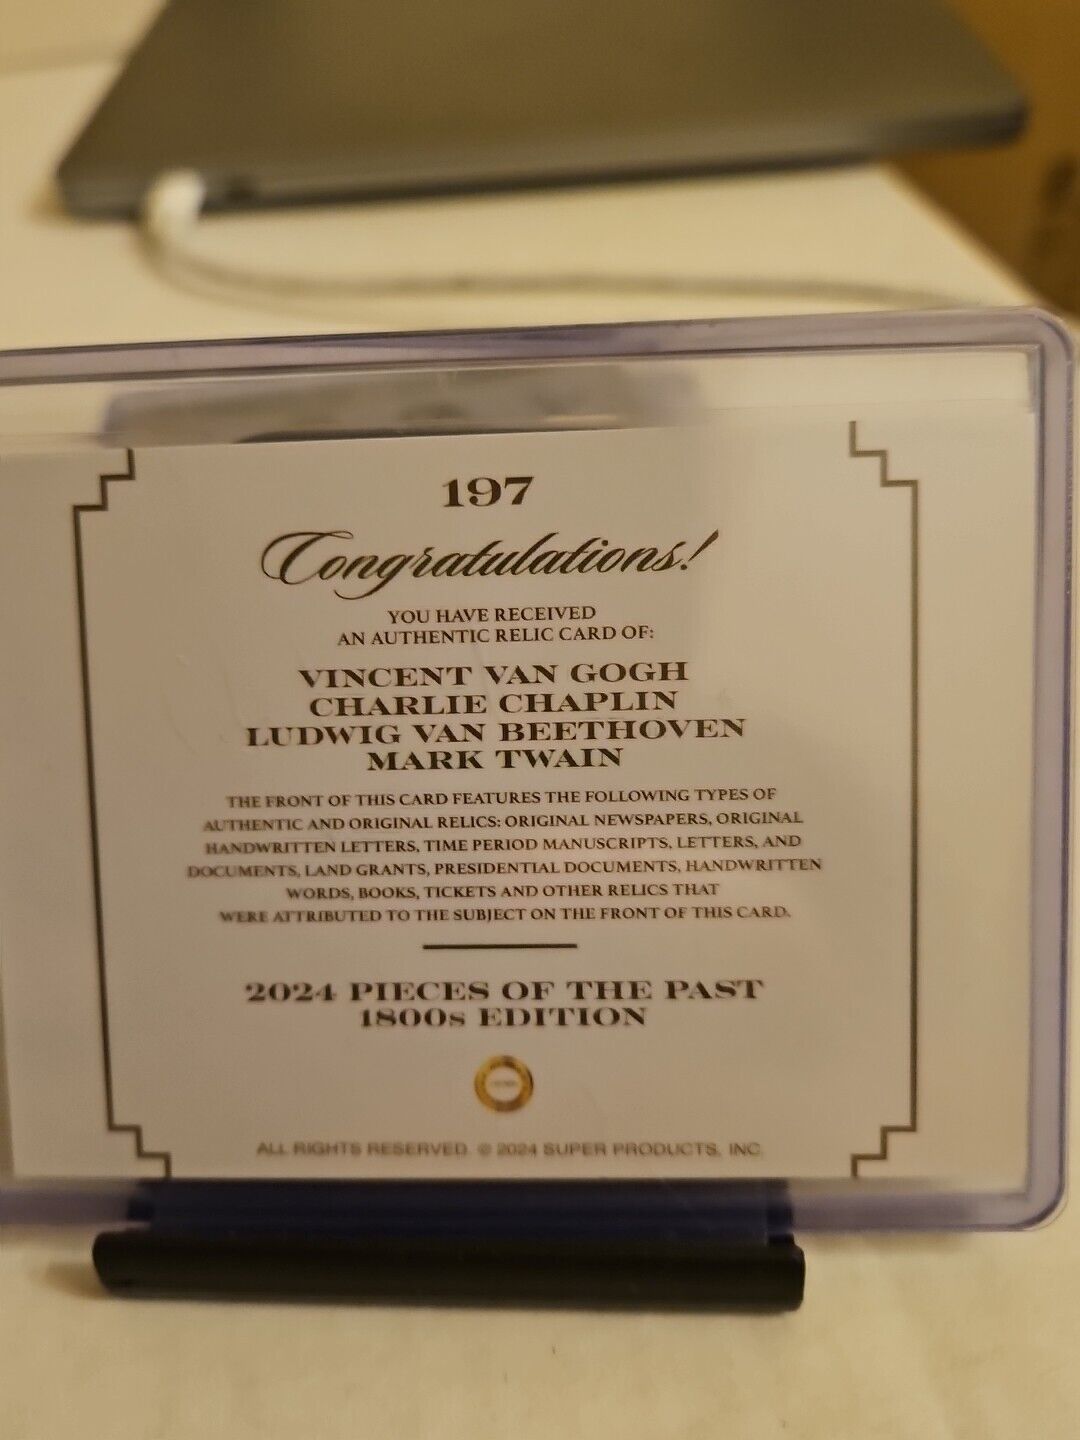 197
Congratulations!
YOU HAVE RECEIVED
AN AUTHENTIC RELIC CARD OF:
VINCENT VAN GOGH
CHARLIE CHAPLIN
LUDWIG VAN BEETHOVEN
MARK TWAIN
THE FRONT OF THIS CARD FEATURES THE FOLLOWING TYPES OF
AUTHENTIC AND ORIGINAL RELICS: ORIGINAL NEWSPAPERS, ORIGINAL
HANDWRITTEN LETTERS, TIME PERIOD MANUSCRIPTS, LETTERS, AND
DOCUMENTS, LAND GRANTS, PRESIDENTIAL DOCUMENTS, HANDWRITTEN
WORDS, BOOKS, TICKETS AND OTHER RELICS THAT
WERE ATTRIBUTED TO THE SUBJECT ON THE FRONT OF THIS CARD.
2024 PIECES OF THE PAST
1800s EDITION
ALL RIGHTS RESERVED. © 2024 SUPER PRODUCTS, INC.